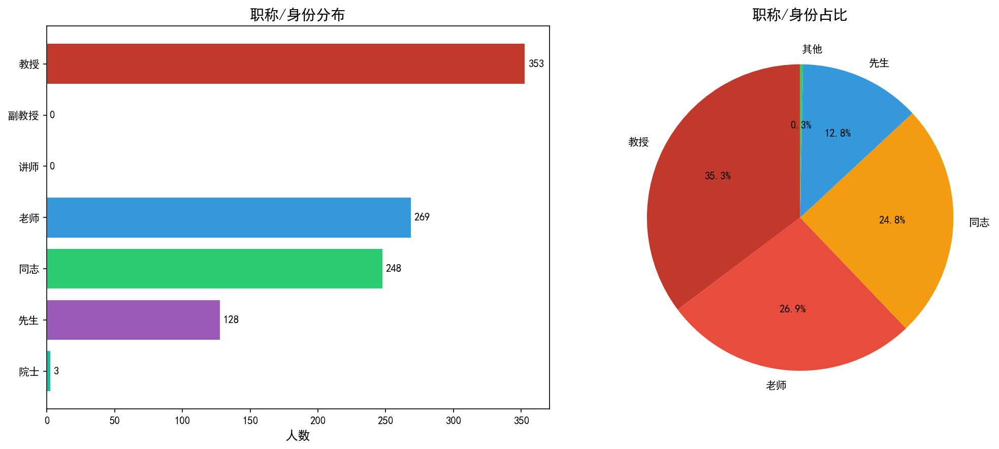 职称/身份分布
教授
353
副教授
0
讲师
0
老师
269
同志
248
先生
128
院士
3
0
50
100
150
200
250
300
350
人数
职称/身份占比
其他
先生
0.3%
12.8%
教授
35.3%
24.8%
同志
26.9%
老师